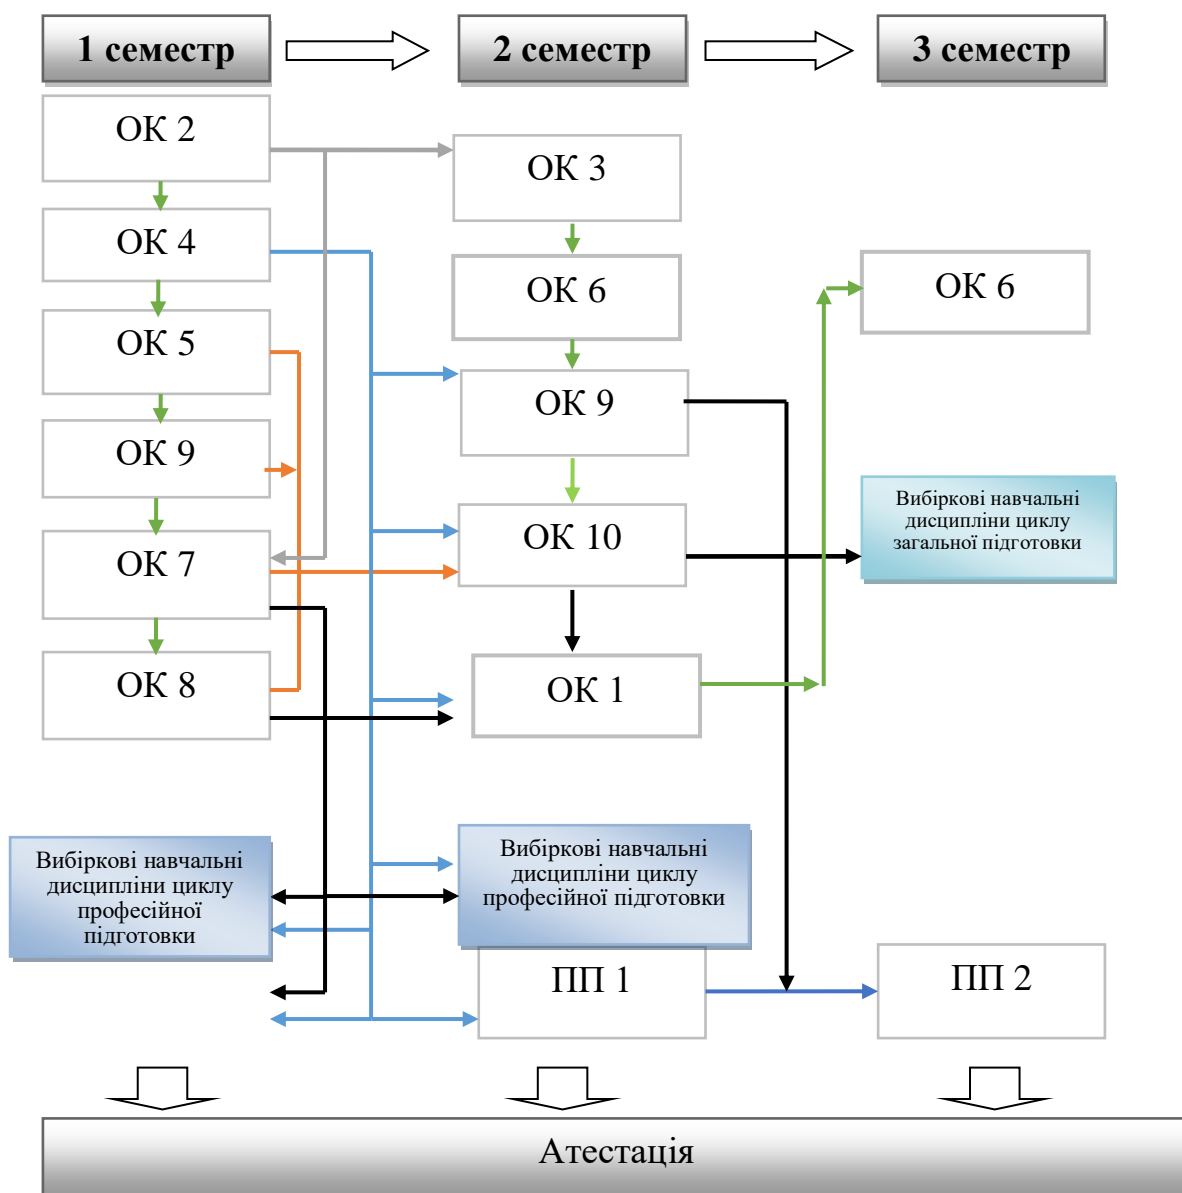 1 семестр
2 семестр
3 семестр
ОК 2
ОК 4
ОК 5
ОК 9
ОК 7
ОК 8
Вибіркові навчальні
дисципліни циклу
професійної
підготовки
ОК 3
ОК 6
ОК 9
ОК 10
ОК 1
Вибіркові навчальні
дисципліни циклу
професійної підготовки
ПП 1
ОК 6
Вибіркові навчальні
дисципліни циклу
загальної підготовки
ПП 2
Атестація